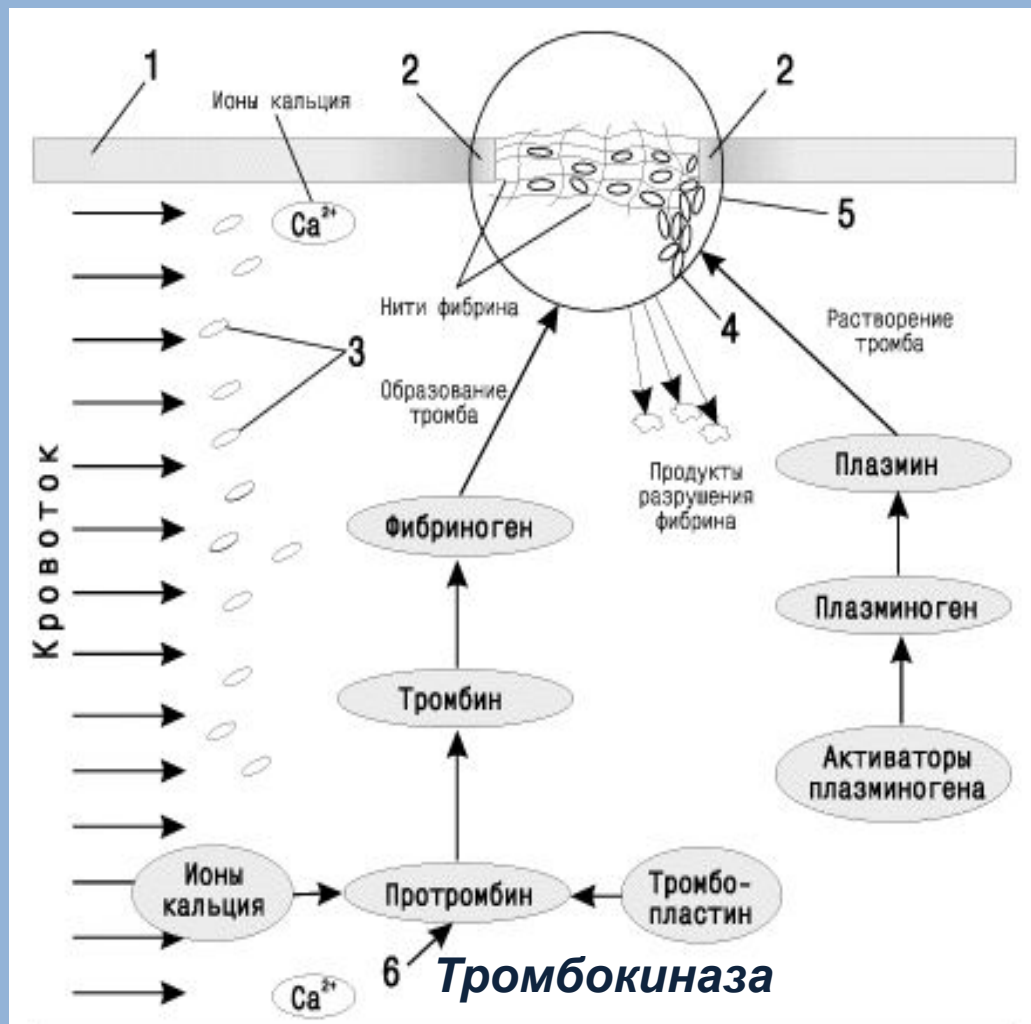 1
2
2
Ионы кальция
Ca²⁺
5
Нити фибрина
4
Растворение
тромба
3
Образование
тромба
Кровоток
Продукты
разрушения
фибрина
Плазмин
Фибриноген
Плазминоген
Тромбин
Активаторы
плазминогена
Ионы
кальция
Протромбин
Тромбо-
пластин
6
Тромбокиназа
Ca²⁺